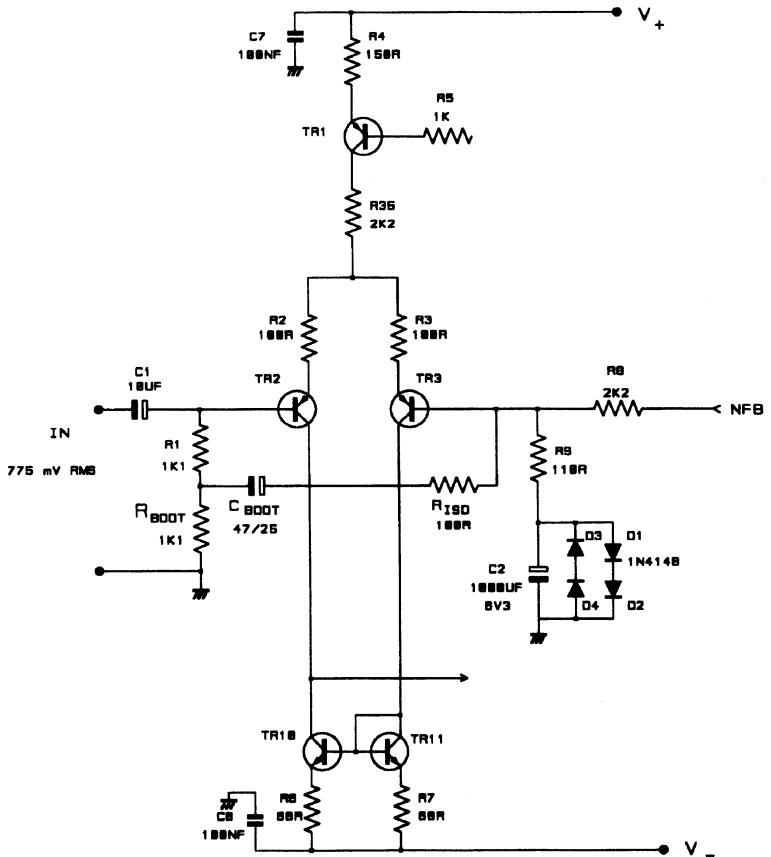 V+
C7
100NF
R4
150R
R5
1K
TR1
R35
2K2
R2
100R
R3
100R
C1
10UF
TR2
TR3
R8
2K2
NFB
IN
775 mV RMS
R1
1K1
R9
110R
RBOOT
1K1
CBOOT
47/25
RISO
100R
D3
D1
1N4148
C2
1000UF
6V3
D4
D2
TR10
TR11
R6
68R
R7
68R
C6
100NF
V-